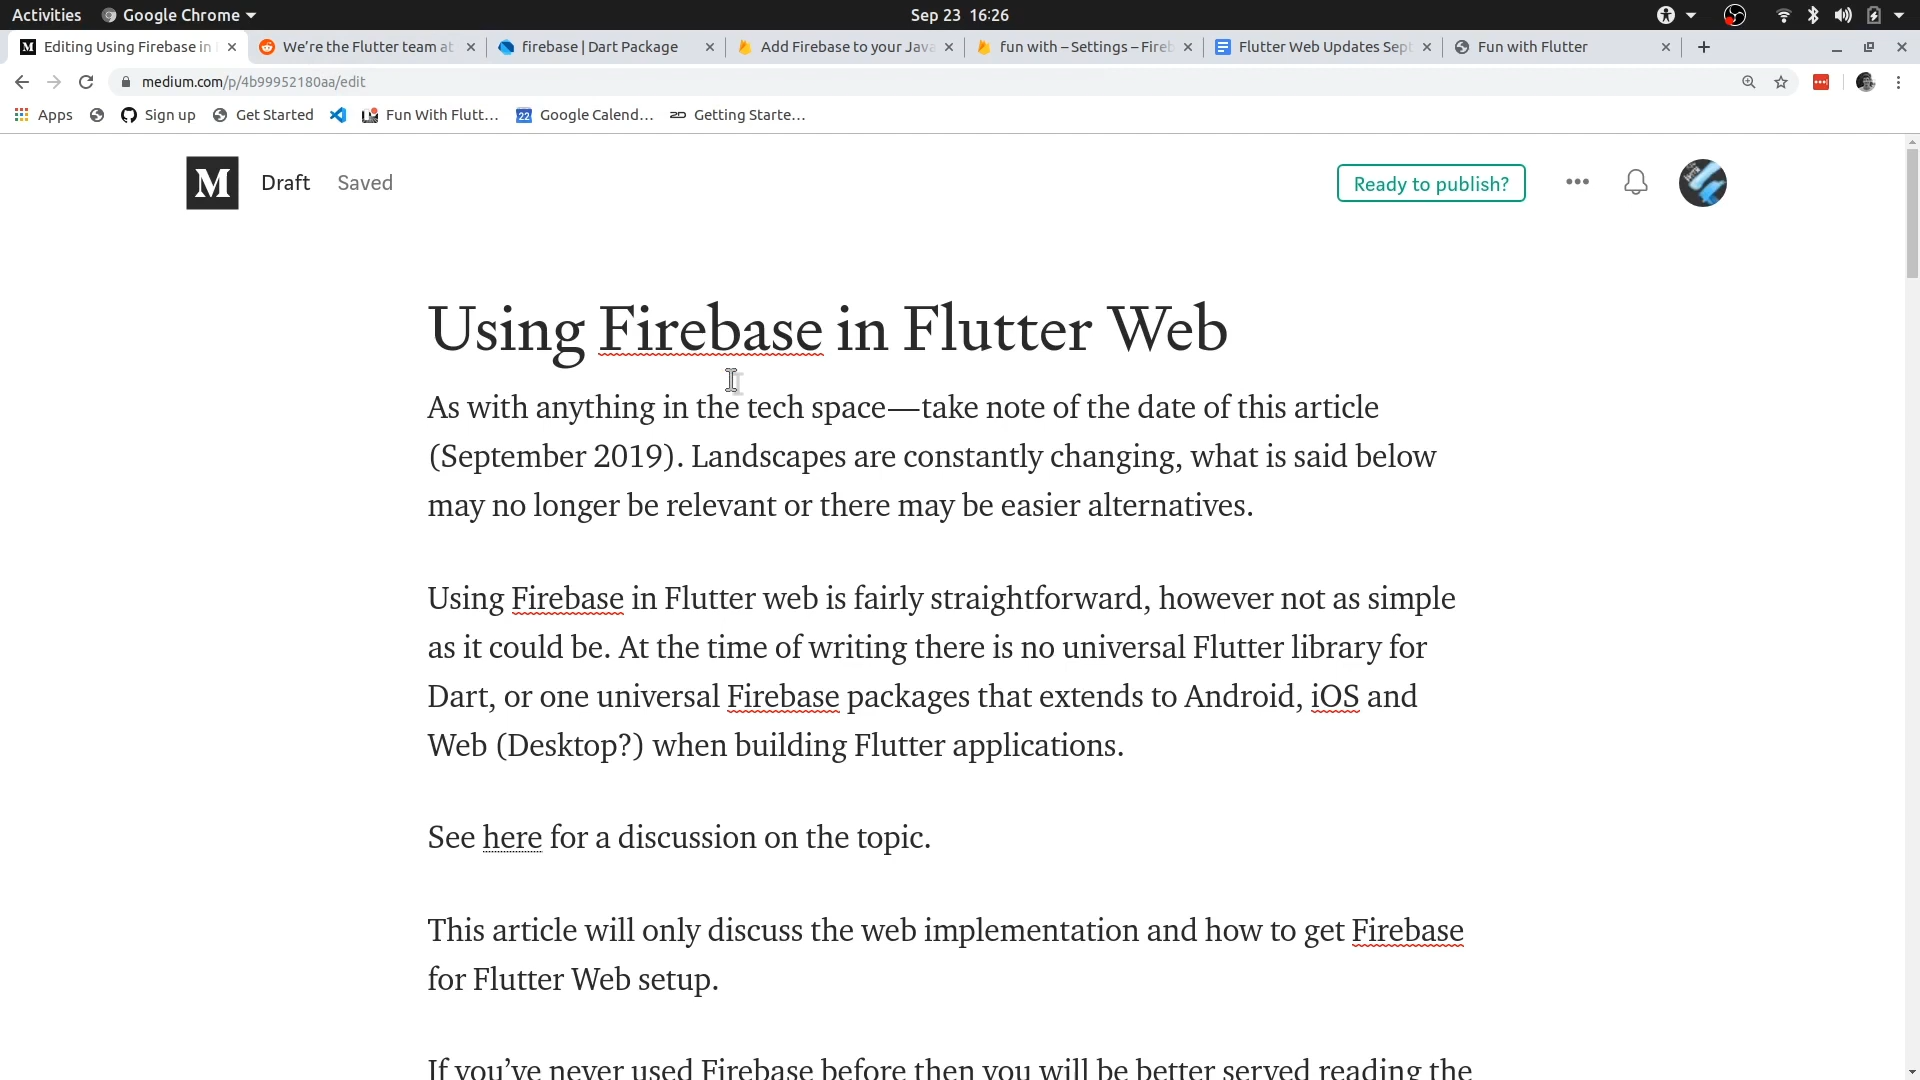 Activities Google Chrome Sep 23 16:26
Editing Using Firebase in We're the Flutter team at firebase | Dart Package Add Firebase to your Java fun with – Settings – Fireb Flutter Web Updates Sept Fun with Flutter
medium.com/p/4b99952180aa/edit
Apps Sign up Get Started Fun With Flutt... 22 Google Calend... Getting Starte...
M Draft Saved Ready to publish?
Using Firebase in Flutter Web
As with anything in the tech space—take note of the date of this article
(September 2019). Landscapes are constantly changing, what is said below
may no longer be relevant or there may be easier alternatives.
Using Firebase in Flutter web is fairly straightforward, however not as simple
as it could be. At the time of writing there is no universal Flutter library for
Dart, or one universal Firebase packages that extends to Android, iOS and
Web (Desktop?) when building Flutter applications.
See here for a discussion on the topic.
This article will only discuss the web implementation and how to get Firebase
for Flutter Web setup.
If you've never used Firebase before then you will be better served reading the